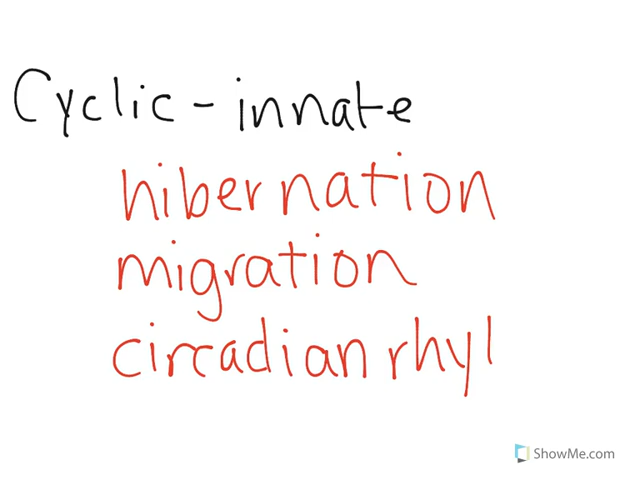 Cyclic - innate
hibernation
migration
circadian rhyl
ShowMe.com